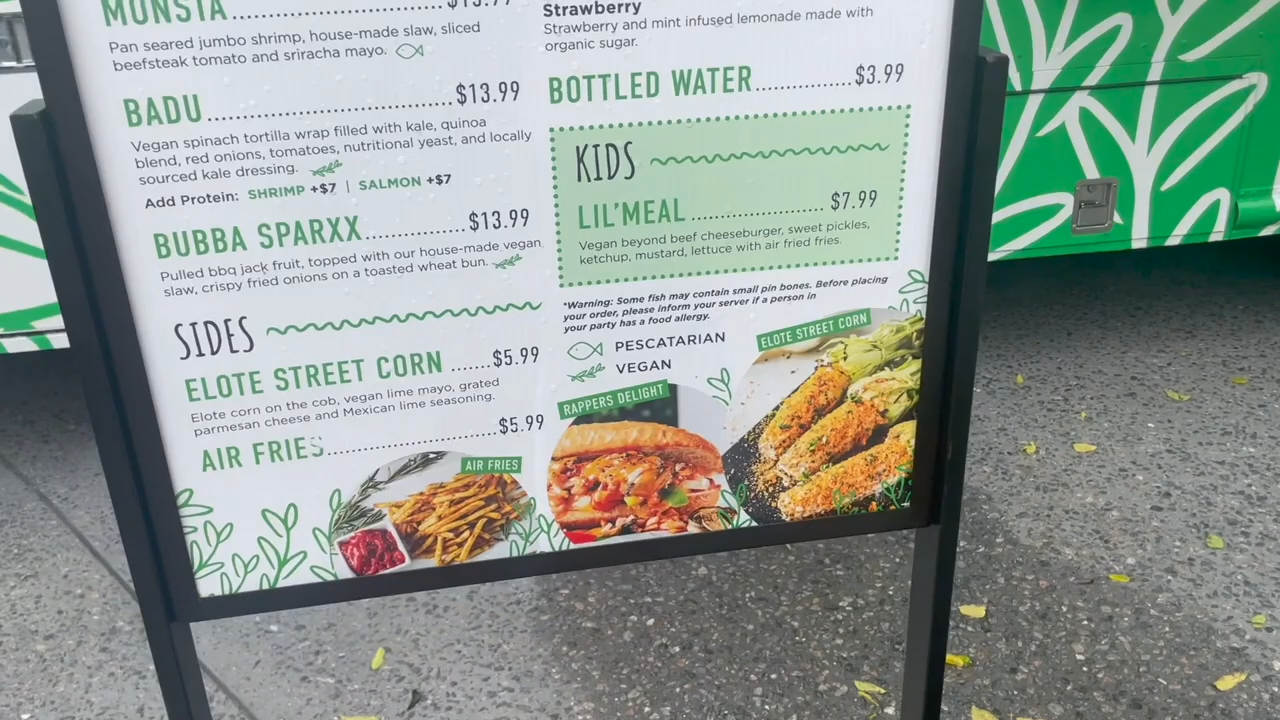 MUNSTA
Pan seared jumbo shrimp, house-made slaw, sliced
beefsteak tomato and sriracha mayo.
BADU ........ $13.99
Vegan spinach tortilla wrap filled with kale, quinoa
blend, red onions, tomatoes, nutritional yeast, and locally
sourced kale dressing.
Add Protein: SHRIMP +$7 | SALMON +$7
BUBBA SPARXX ........ $13.99
Pulled bbq jack fruit, topped with our house-made vegan
slaw, crispy fried onions on a toasted wheat bun.
SIDES
ELOTE STREET CORN ....... $5.99
Elote corn on the cob, vegan lime mayo, grated
parmesan cheese and Mexican lime seasoning.
AIR FRIES ........ $5.99
AIR FRIES
Strawberry
Strawberry and mint infused lemonade made with
organic sugar.
BOTTLED WATER ........ $3.99
KIDS
LIL'MEAL ........ $7.99
Vegan beyond beef cheeseburger, sweet pickles,
ketchup, mustard, lettuce with air fried fries.
*Warning: Some fish may contain small pin bones. Before placing
your order, please inform your server if a person in
your party has a food allergy.
PESCATARIAN
VEGAN
ELOTE STREET CORN
RAPPERS DELIGHT